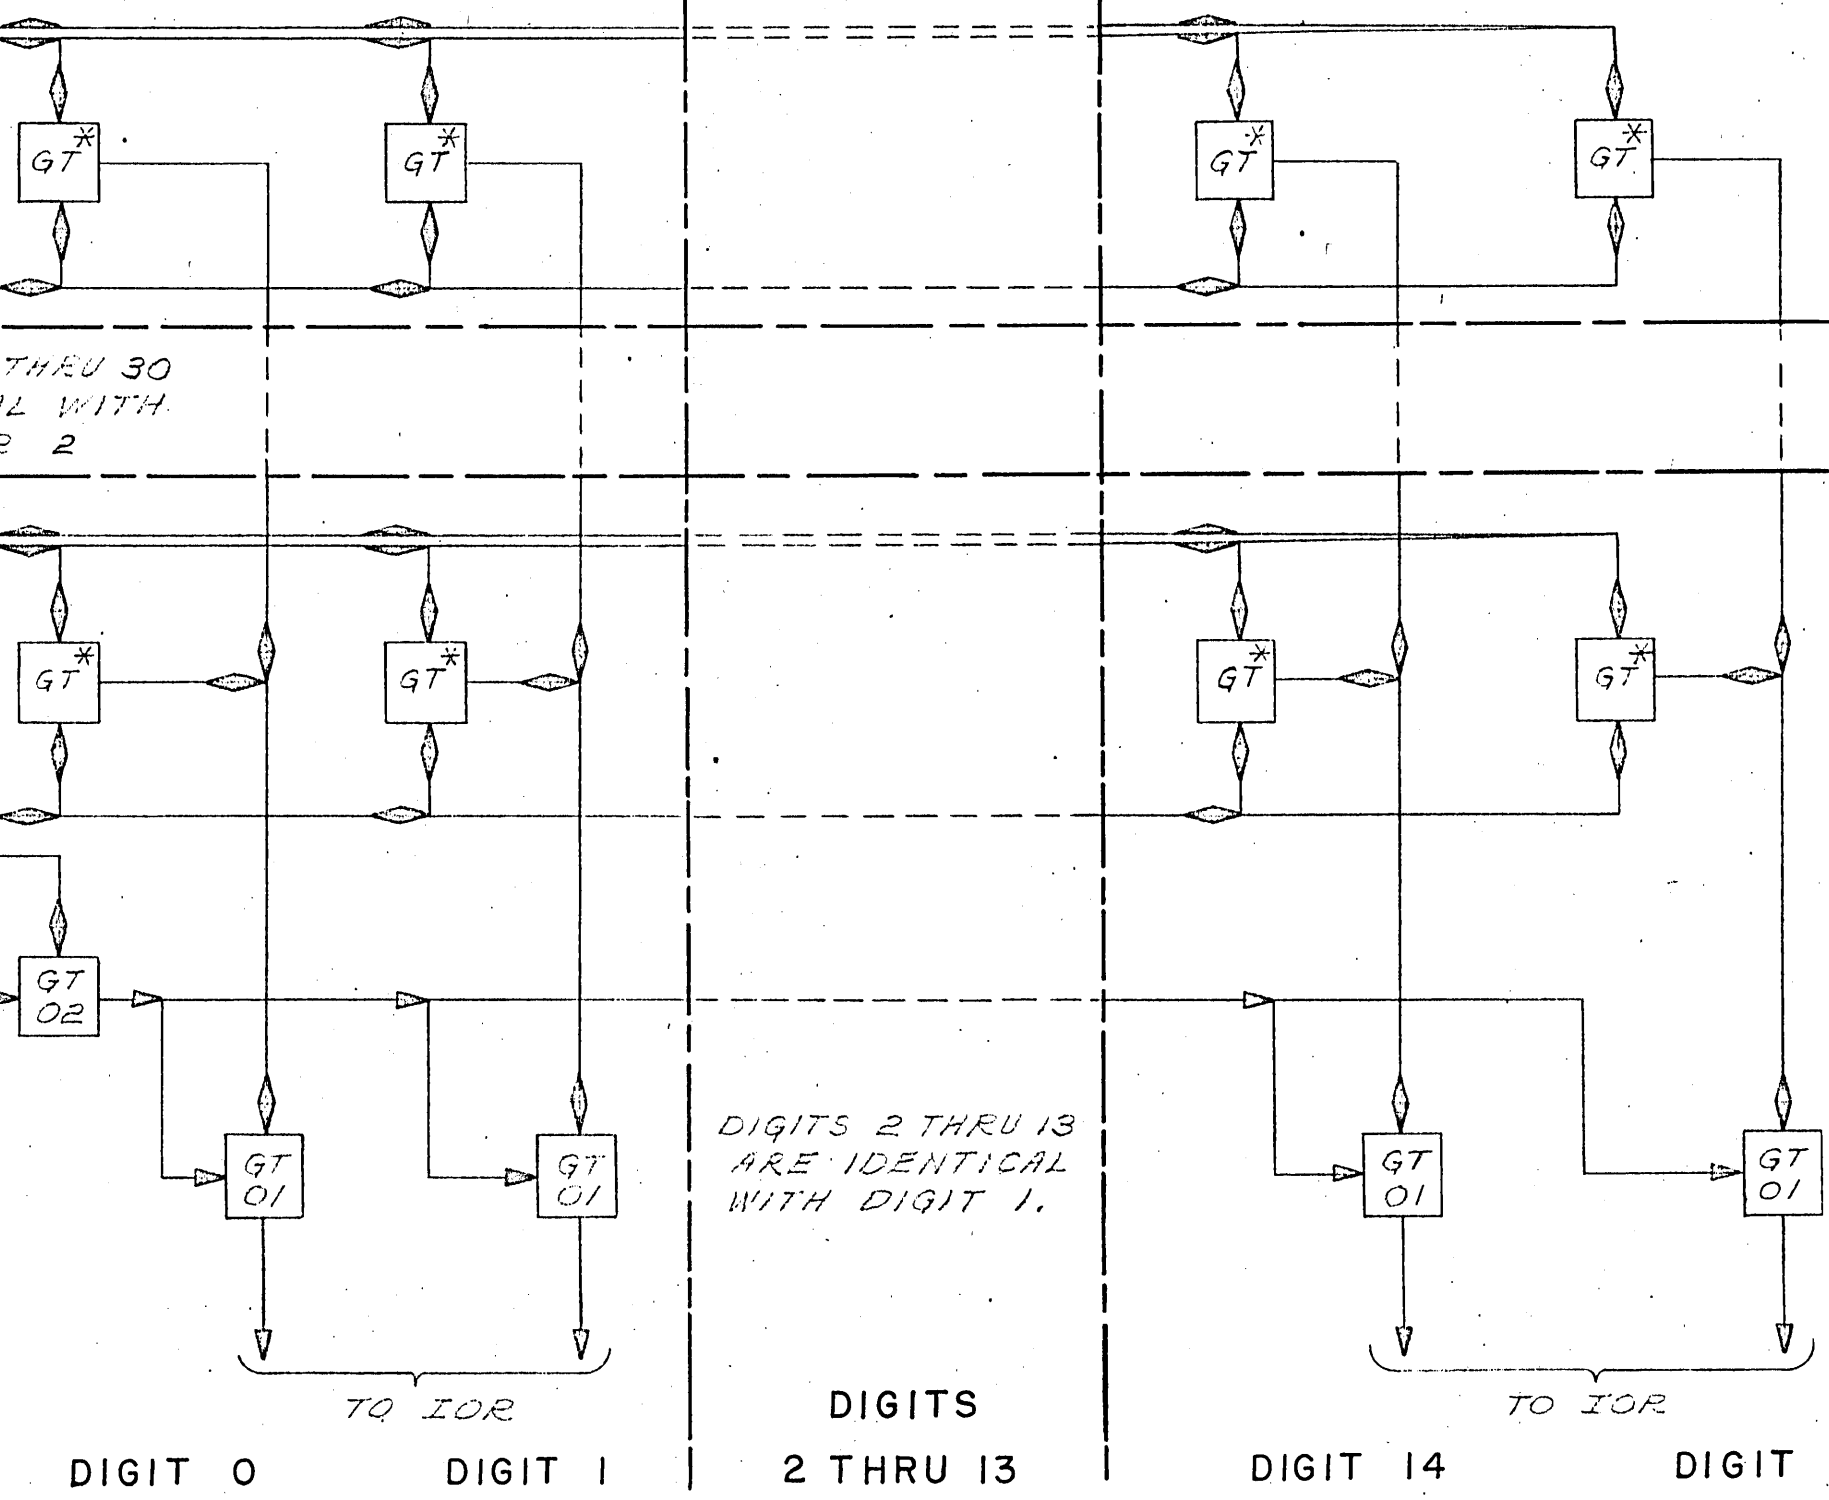 GT* GT* GT* GT*
THRU 30
WITH
2
GT* GT* GT* GT*
GT
02
DIGITS 2 THRU 13
ARE IDENTICAL
WITH DIGIT 1.
GT GT GT GT
01 01 01 01
TO IOR TO IOR
DIGITS
2 THRU 13
DIGIT 0 DIGIT 1 DIGIT 14 DIGIT